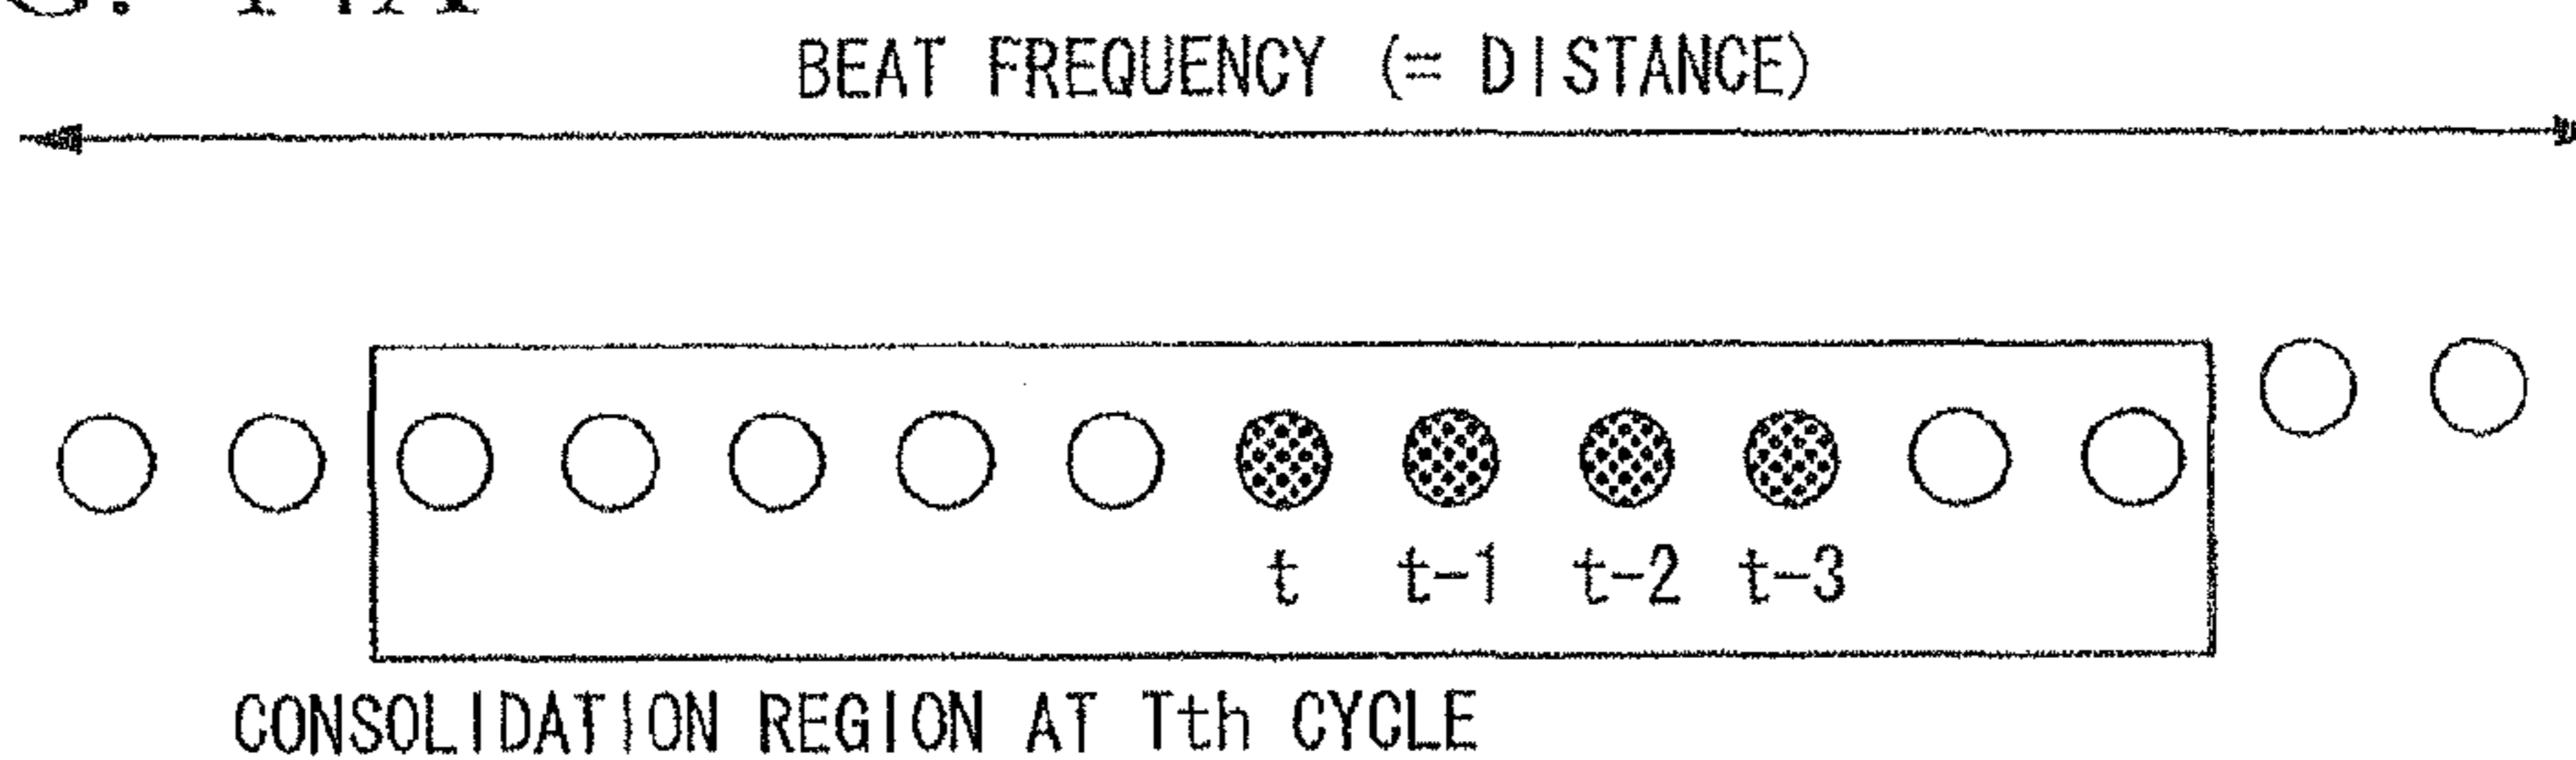 BEAT FREQUENCY (= DISTANCE)
t t-1 t-2 t-3
CONSOLIDATION REGION AT Tth CYCLE